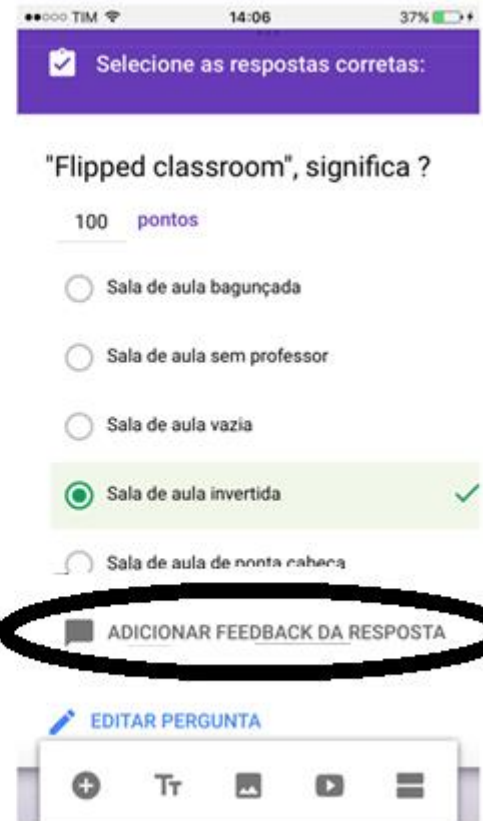 TIM 14:06 37%
Selecione as respostas corretas:
"Flipped classroom", significa ?
100 pontos
Sala de aula bagunçada
Sala de aula sem professor
Sala de aula vazia
Sala de aula invertida
Sala de aula de ponta cabeça
ADICIONAR FEEDBACK DA RESPOSTA
EDITAR PERGUNTA
Tт